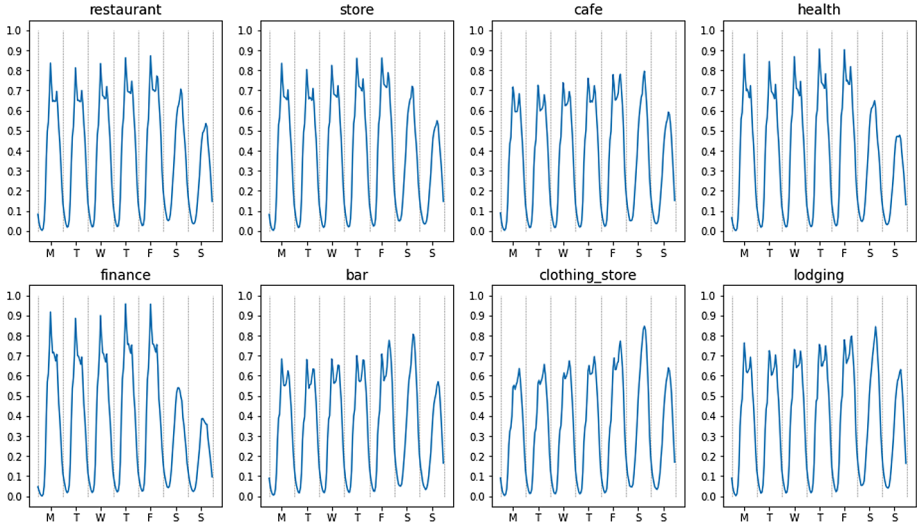 restaurant store cafe health
1.0 1.0 1.0 1.0
0.9 0.9 0.9 0.9
0.8 0.8 0.8 0.8
0.7 0.7 0.7 0.7
0.6 0.6 0.6 0.6
0.5 0.5 0.5 0.5
0.4 0.4 0.4 0.4
0.3 0.3 0.3 0.3
0.2 0.2 0.2 0.2
0.1 0.1 0.1 0.1
0.0 0.0 0.0 0.0
M T W T F S S M T W T F S S M T W T F S S M T W T F S S
finance bar clothing_store lodging
1.0 1.0 1.0 1.0
0.9 0.9 0.9 0.9
0.8 0.8 0.8 0.8
0.7 0.7 0.7 0.7
0.6 0.6 0.6 0.6
0.5 0.5 0.5 0.5
0.4 0.4 0.4 0.4
0.3 0.3 0.3 0.3
0.2 0.2 0.2 0.2
0.1 0.1 0.1 0.1
0.0 0.0 0.0 0.0
M T W T F S S M T W T F S S M T W T F S S M T W T F S S